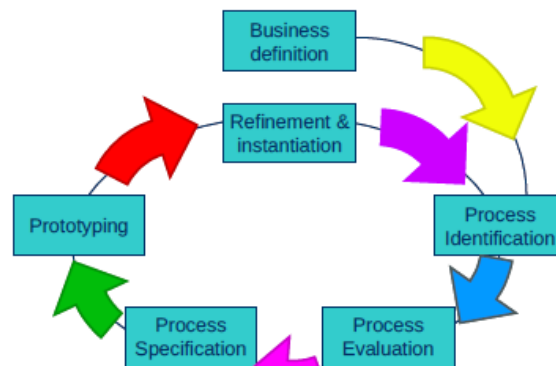 Business
definition
Refinement &
instantiation
Prototyping
Process
Identification
Process
Specification
Process
Evaluation